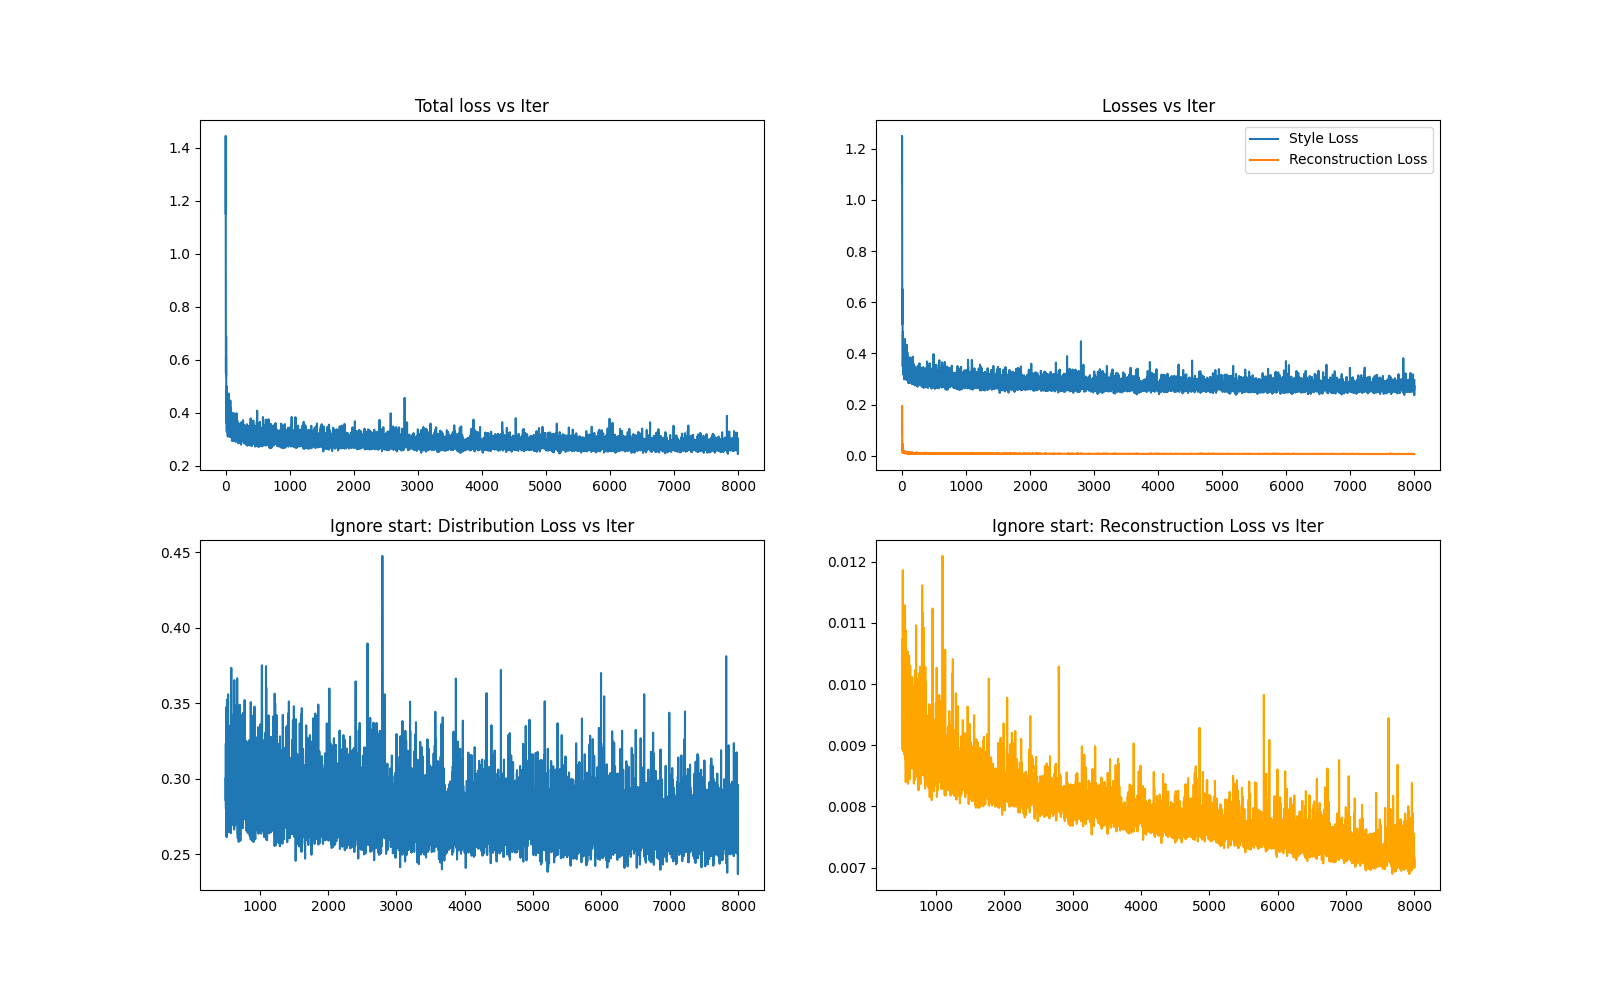 Total loss vs Iter
1.4
1.2
1.0
0.8
0.6
0.4
0.2
0 1000 2000 3000 4000 5000 6000 7000 8000
Losses vs Iter
Style Loss
Reconstruction Loss
1.2
1.0
0.8
0.6
0.4
0.2
0.0
0 1000 2000 3000 4000 5000 6000 7000 8000
Ignore start: Distribution Loss vs Iter
0.45
0.40
0.35
0.30
0.25
1000 2000 3000 4000 5000 6000 7000 8000
Ignore start: Reconstruction Loss vs Iter
0.012
0.011
0.010
0.009
0.008
0.007
1000 2000 3000 4000 5000 6000 7000 8000